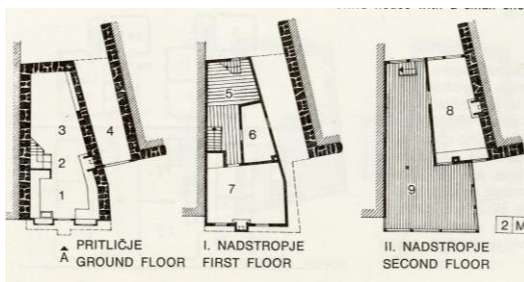 3
4
2
1
5
6
7
8
9
A
PRITLIČJE
GROUND FLOOR
I. NADSTROPJE
FIRST FLOOR
II. NADSTROPJE
SECOND FLOOR
2 M